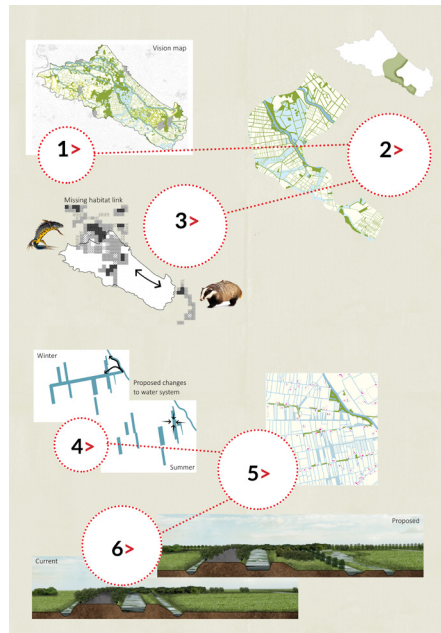 Vision map
1>
2>
3>
Missing habitat link
Winter
Proposed changes
to water system
4>
Summer
5>
Proposed
6>
Current